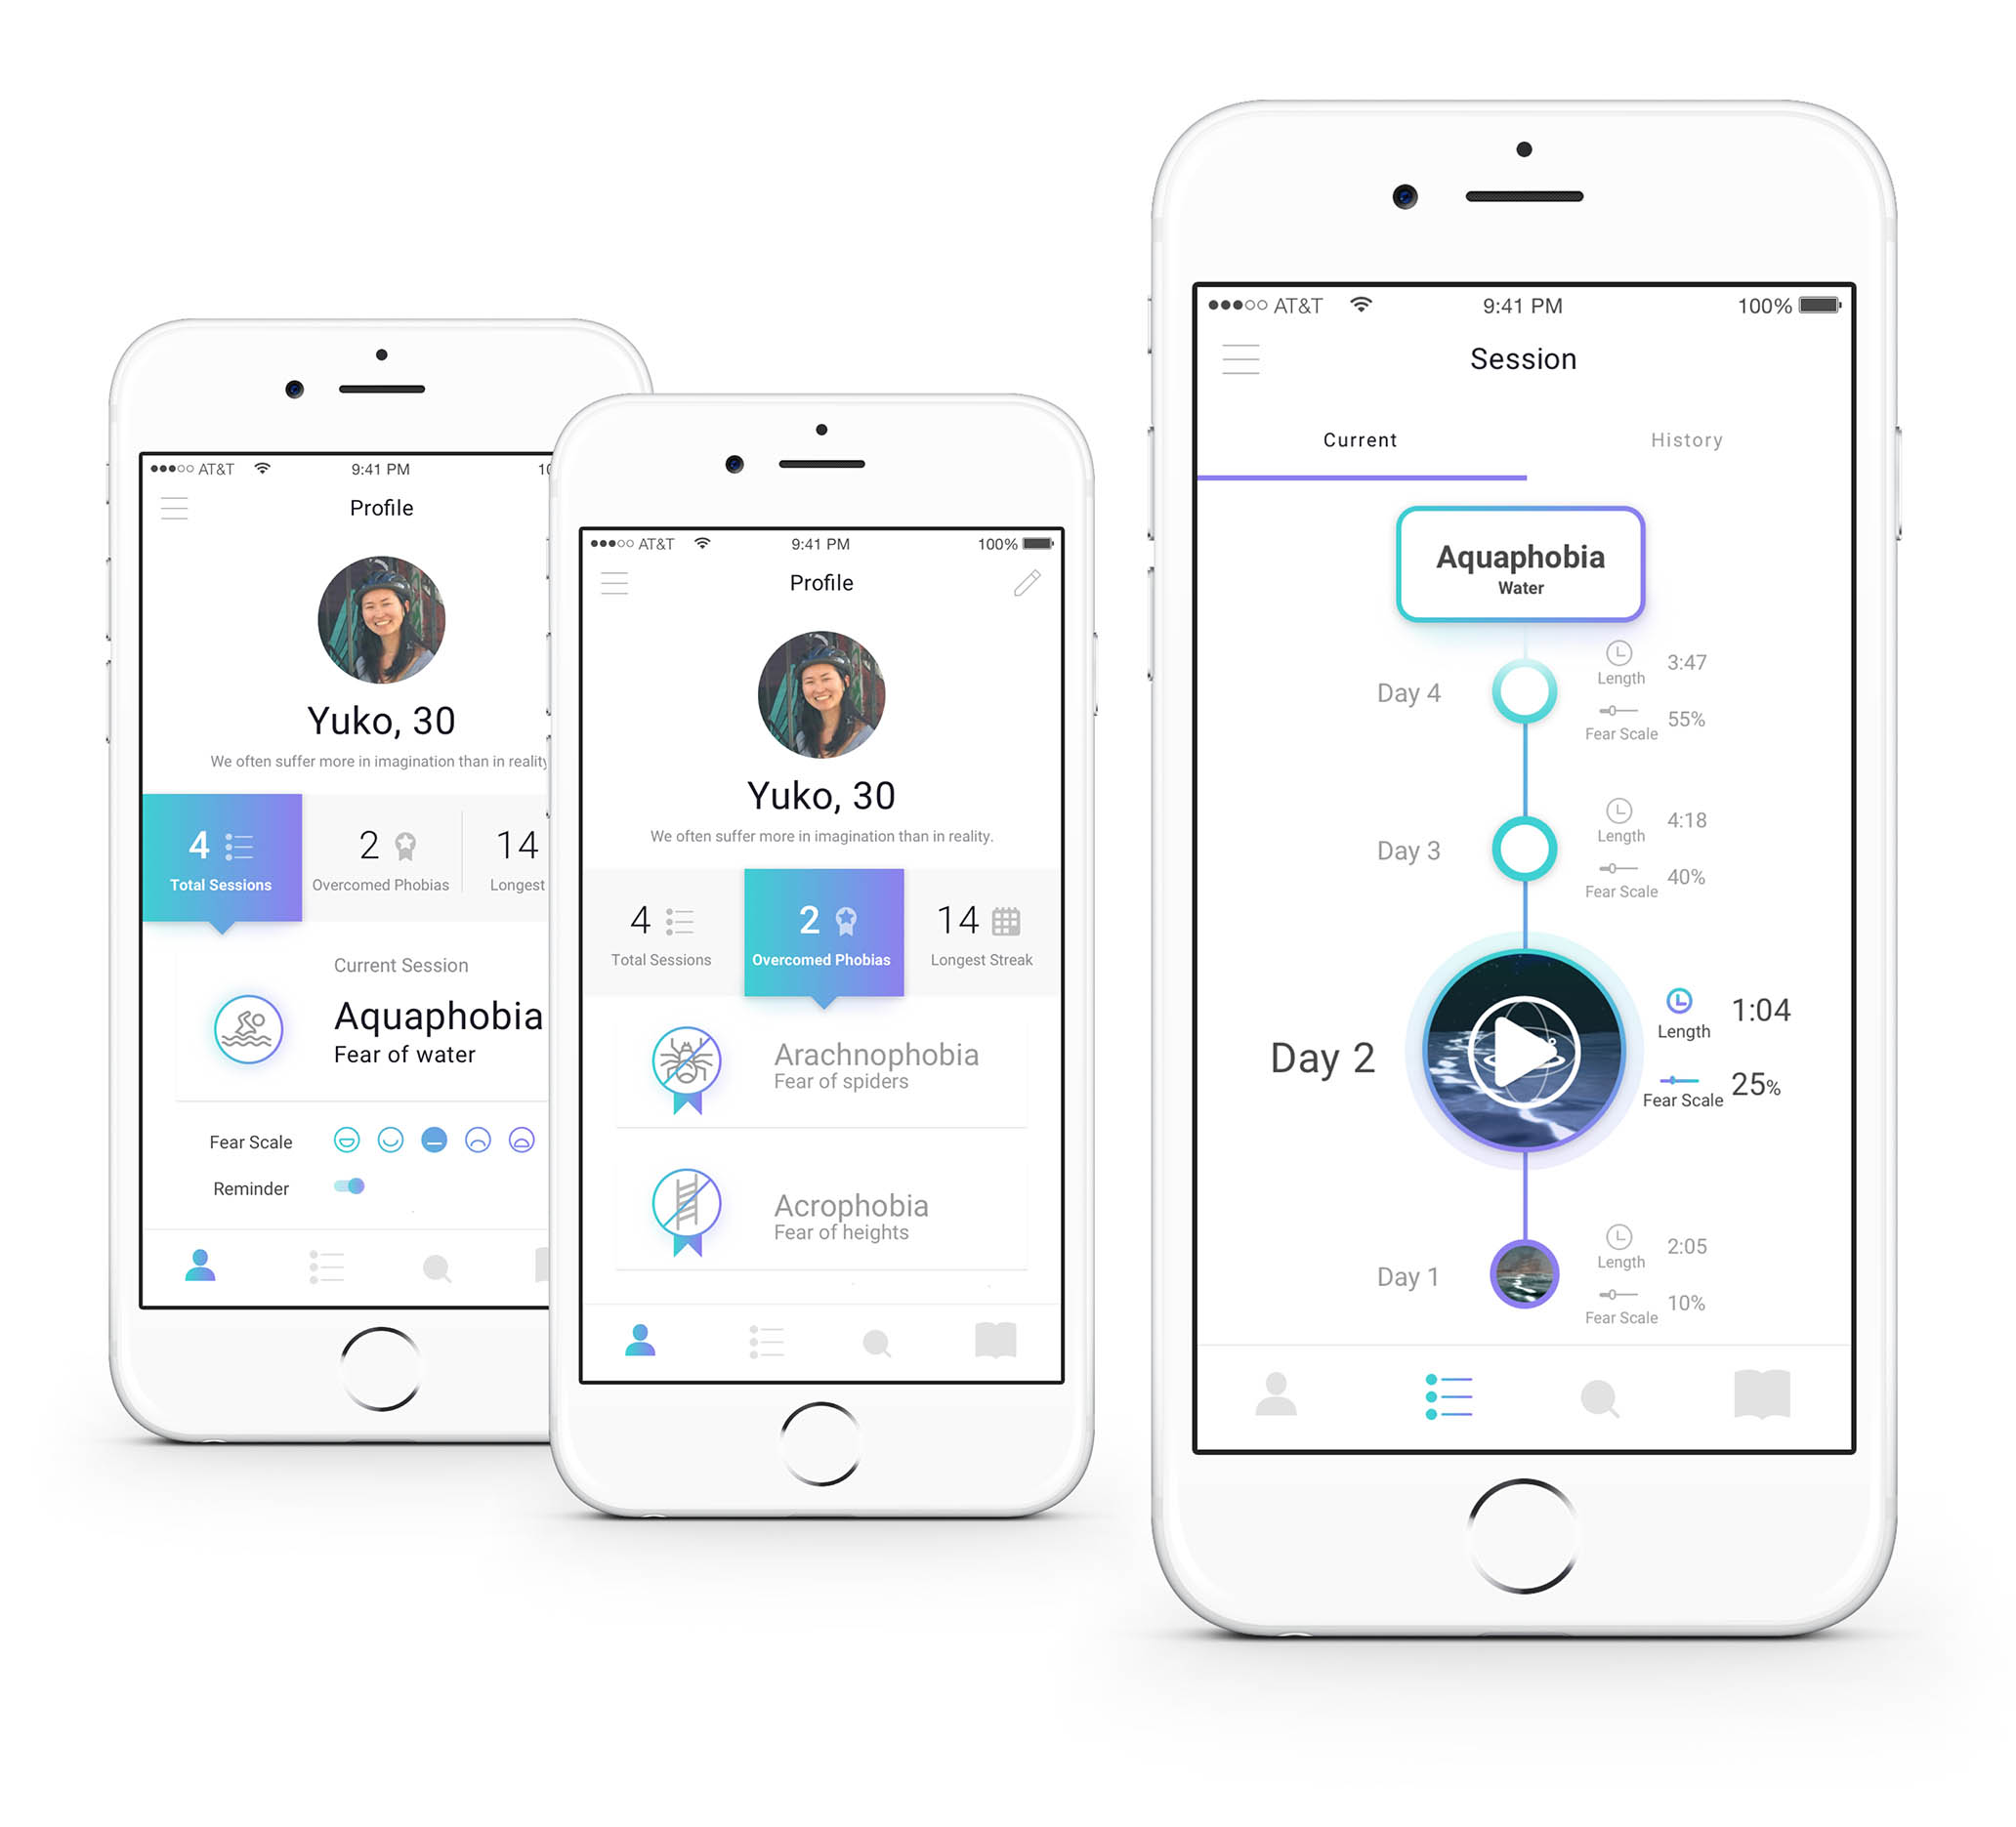 AT&T 9:41 PM 10
Profile
Yuko, 30
We often suffer more in imagination than in reality
4
Total Sessions
2
Overcomed Phobias
14
Longest
Current Session
Aquaphobia
Fear of water
Fear Scale
Reminder
AT&T 9:41 PM 100%
Profile
Yuko, 30
We often suffer more in imagination than in reality.
4
Total Sessions
2
Overcomed Phobias
14
Longest Streak
Arachnophobia
Fear of spiders
Acrophobia
Fear of heights
AT&T 9:41 PM 100%
Session
Current History
Aquaphobia
Water
Day 4
Length 3:47
Fear Scale 55%
Day 3
Length 4:18
Fear Scale 40%
Day 2
Length 1:04
Fear Scale 25%
Day 1
Length 2:05
Fear Scale 10%